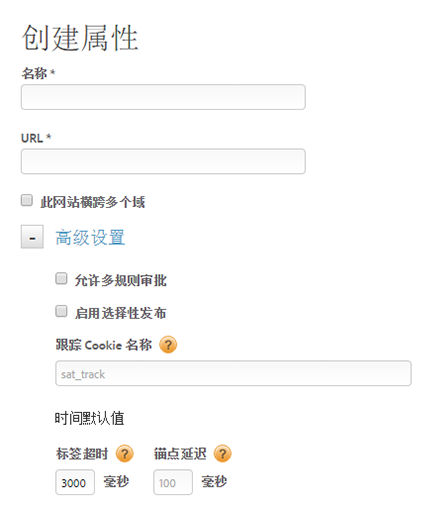 创建属性
名称 *
URL *
此网站横跨多个域
- 高级设置
允许多规则审批
启用选择性发布
跟踪 Cookie 名称 ?
sat_track
时间默认值
标签超时 ? 锚点延迟 ?
3000 毫秒 100 毫秒